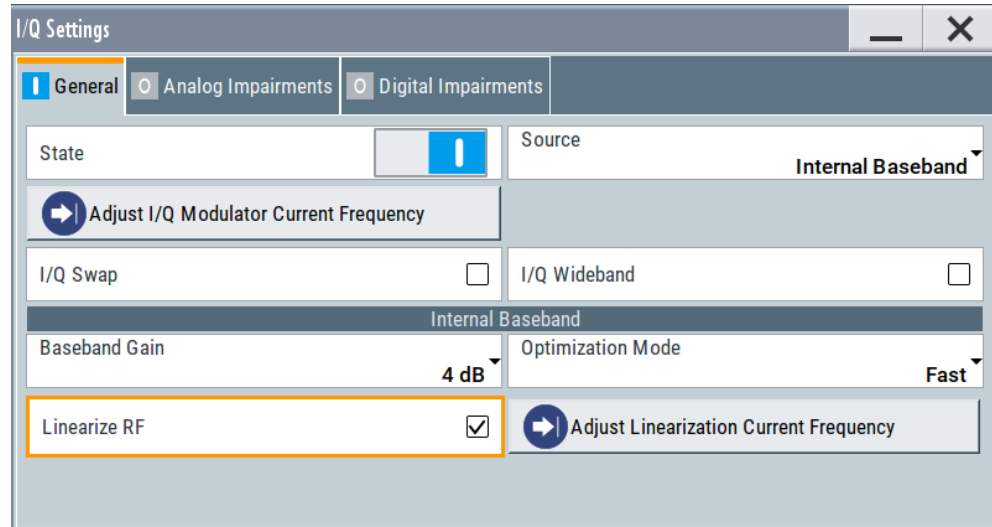 I/Q Settings
General
Analog Impairments
Digital Impairments
State
Source
Internal Baseband
Adjust I/Q Modulator Current Frequency
I/Q Swap
I/Q Wideband
Internal Baseband
Baseband Gain
4 dB
Optimization Mode
Fast
Linearize RF
Adjust Linearization Current Frequency